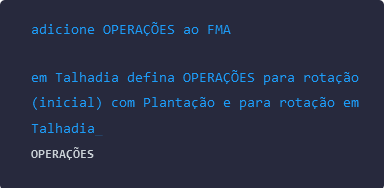 adicione OPERAÇÕES ao FMA
em Talhadia defina OPERAÇÕES para rotação
(inicial) com Plantação e para rotação em
Talhadia_
OPERAÇÕES